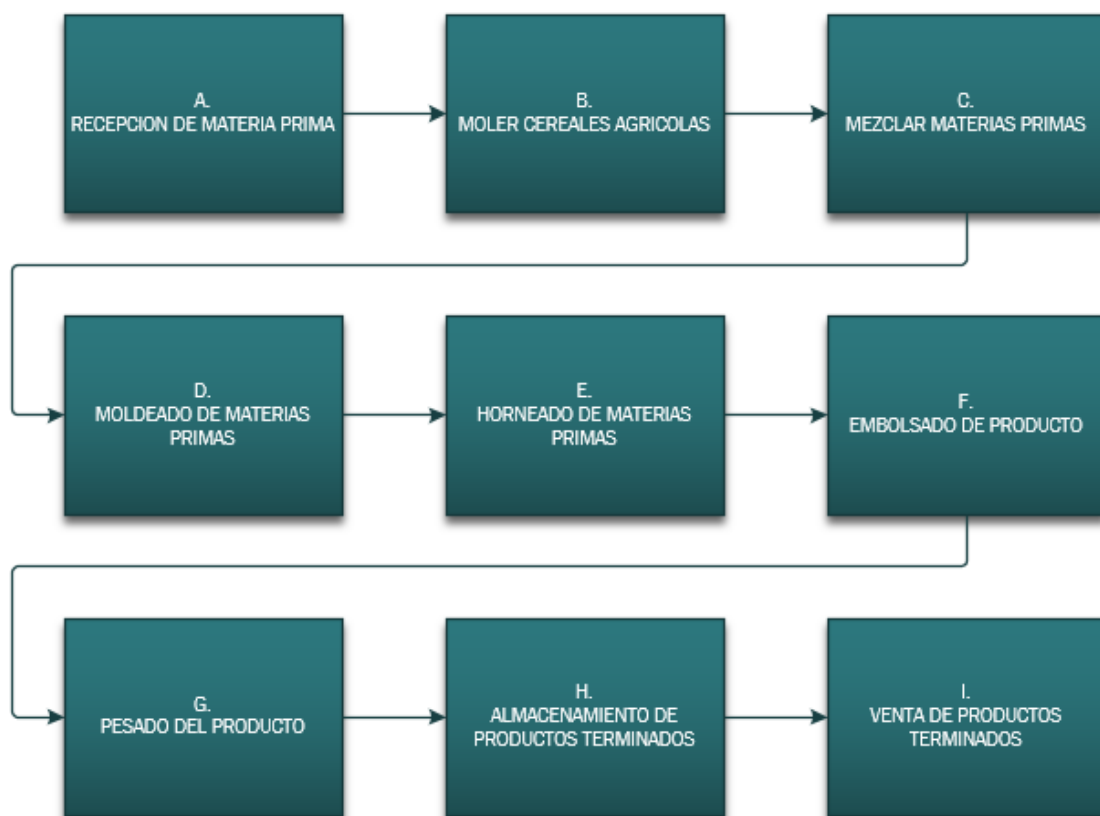 A.
RECEPCION DE MATERIA PRIMA
B.
MOLER CEREALES AGRICOLAS
C.
MEZCLAR MATERIAS PRIMAS
D.
MOLDEADO DE MATERIAS
PRIMAS
E.
HORNEADO DE MATERIAS
PRIMAS
F.
EMBOLSADO DE PRODUCTO
G.
PESADO DEL PRODUCTO
H.
ALMACENAMIENTO DE
PRODUCTOS TERMINADOS
I.
VENTA DE PRODUCTOS
TERMINADOS